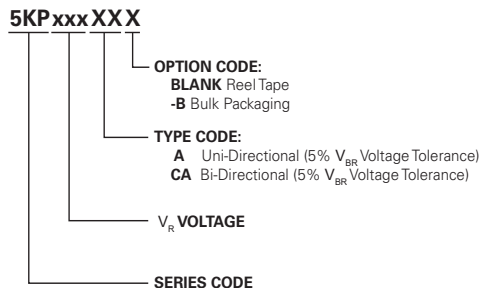 5KPxxxXXX
OPTION CODE:
BLANK Reel Tape
-B Bulk Packaging
TYPE CODE:
A Uni-Directional (5% VBR Voltage Tolerance)
CA Bi-Directional (5% VBR Voltage Tolerance)
VR VOLTAGE
SERIES CODE